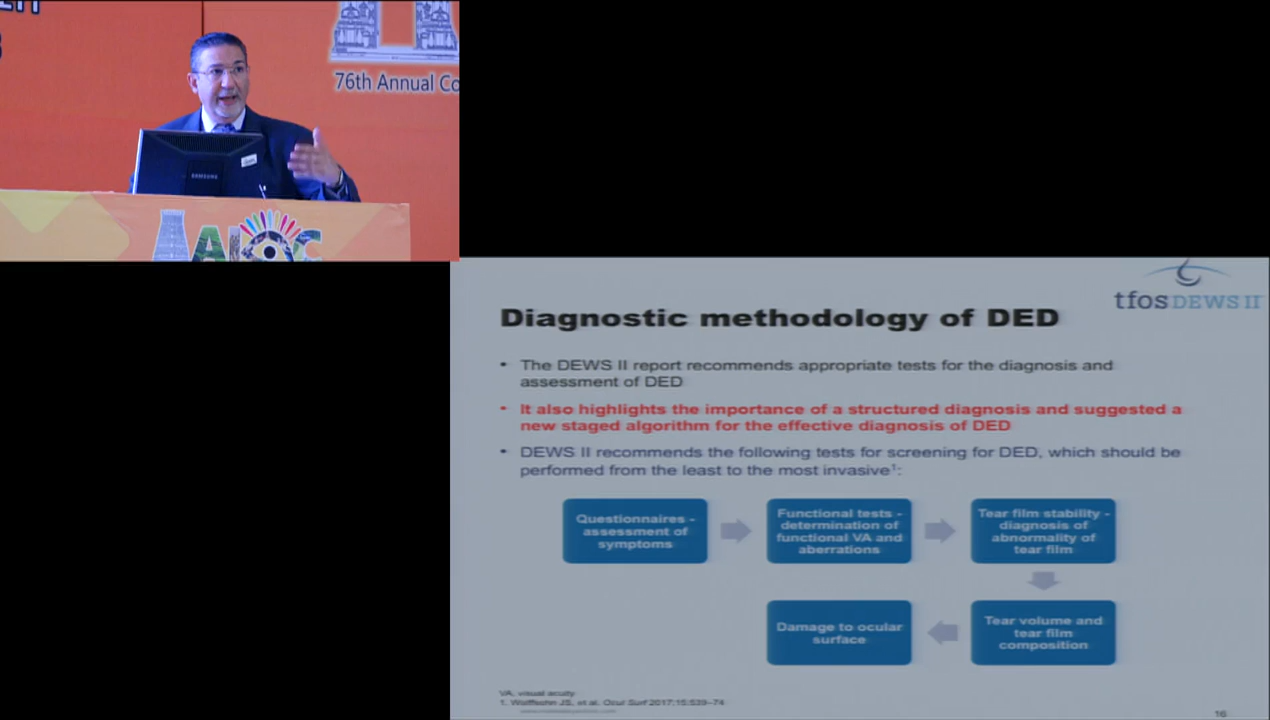 76th Annual Co
SAMSUNG
AIOC
tfosDEWS II
Diagnostic methodology of DED
• The DEWS II report recommends appropriate tests for the diagnosis and
assessment of DED
• It also highlights the importance of a structured diagnosis and suggested a
new staged algorithm for the effective diagnosis of DED
• DEWS II recommends the following tests for screening for DED, which should be
performed from the least to the most invasive¹:
Questionnaires -
assessment of
symptoms
Functional tests -
determination of
functional VA and
aberrations
Tear film stability -
diagnosis of
abnormality of
tear film
Damage to ocular
surface
Tear volume and
tear film
composition
VA, visual acuity
1. Wolffsohn JS, et al. Ocul Surf 2017;15:539–74
16